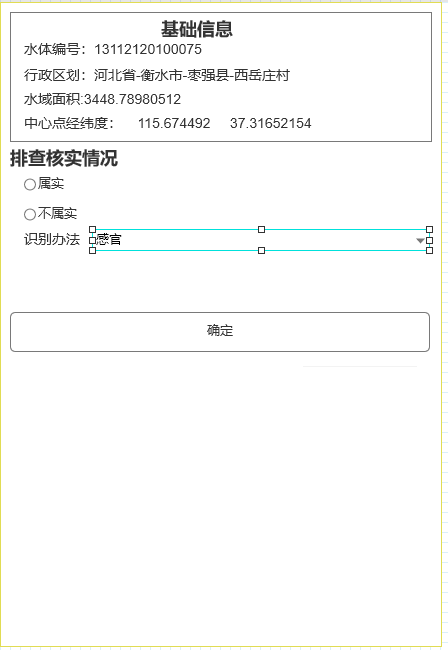 基础信息
水体编号：13112120100075
行政区划：河北省-衡水市-枣强县-西岳庄村
水域面积:3448.78980512
中心点经纬度： 115.674492 37.31652154
排查核实情况
属实
不属实
识别办法 感官
确定